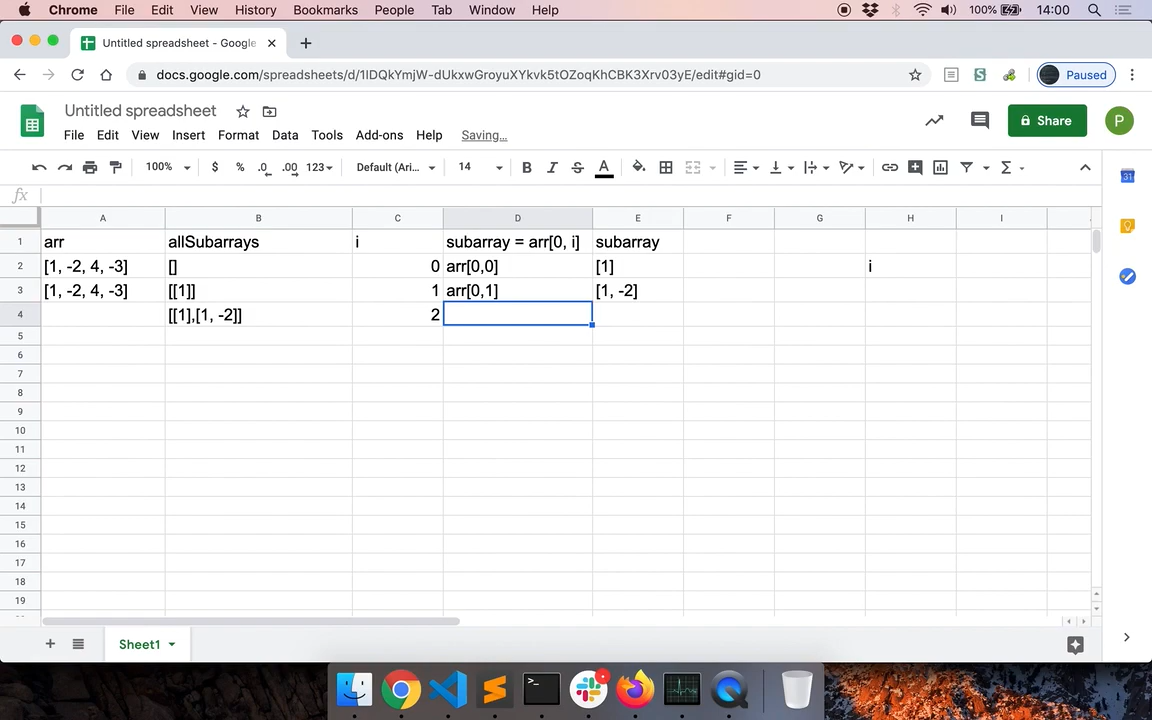 Chrome File Edit View History Bookmarks People Tab Window Help 100% 14:00
Untitled spreadsheet - Google
docs.google.com/spreadsheets/d/1lDQkYmjW-dUkxwGroyuXYkvk5tOZoqKhCBK3Xrv03yE/edit#gid=0 Paused
Untitled spreadsheet
File Edit View Insert Format Data Tools Add-ons Help Saving...
Share P
100% $ % .0 .00 123 Default (Ari... 14 B I S A
fx
A B C D E F G H I
1 arr allSubarrays i subarray = arr[0, i] subarray
2 [1, -2, 4, -3] [] 0 arr[0,0] [1] i
3 [1, -2, 4, -3] [[1]] 1 arr[0,1] [1, -2]
4 [[1],[1, -2]] 2
5
6
7
8
9
10
11
12
13
14
15
16
17
18
19
Sheet1